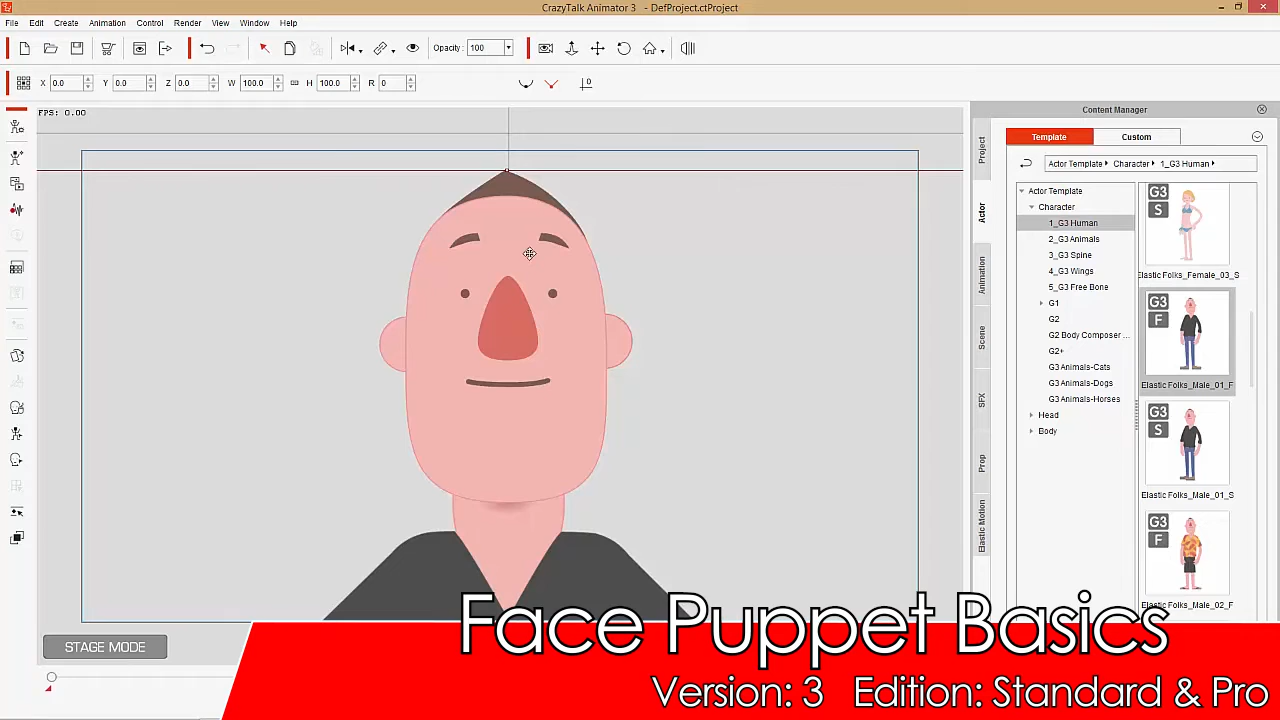 CrazyTalk Animator 3 - DefProject.ctProject
File Edit Create Animation Control Render View Window Help
Opacity : 100
X 0.0 Y 0.0 Z 0.0 W 100.0 H 100.0 R 0
FPS: 0.00
Content Manager
Template Custom
Actor Template Character 1_G3 Human
Project
Actor
Animation
Scene
SFX
Prop
Elastic Motion
Actor Template
Character
1_G3 Human
2_G3 Animals
3_G3 Spine
4_G3 Wings
5_G3 Free Bone
G1
G2
G2 Body Composer ...
G2+
G3 Animals-Cats
G3 Animals-Dogs
G3 Animals-Horses
Head
Body
G3
S
Elastic Folks_Female_03_S
G3
F
Elastic Folks_Male_01_F
G3
S
Elastic Folks_Male_01_S
G3
F
Elastic Folks_Male_02_F
STAGE MODE
Face Puppet Basics
Version: 3 Edition: Standard & Pro